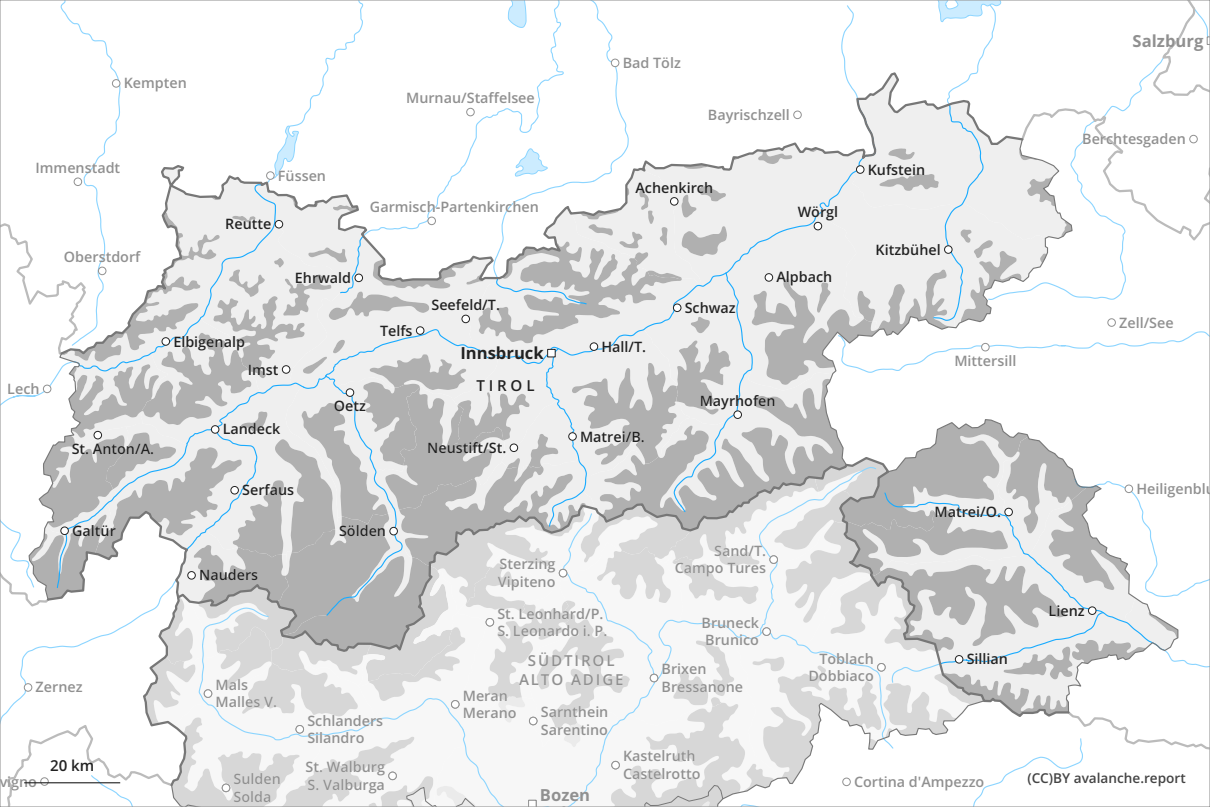 Salzburg
Bad Tölz
Kempten
Murnau/Staffelsee
Bayrischzell
Berchtesgaden
Immenstadt
Füssen
Kufstein
Achenkirch
Garmisch-Partenkirchen
Wörgl
Reutte
Kitzbühel
Oberstdorf
Ehrwald
Alpbach
Seefeld/T.
Schwaz
Zell/See
Telfs
Elbigenalp
Innsbruck
Hall/T.
Mittersill
Imst
TIROL
Lech
Oetz
Mayrhofen
Landeck
Matrei/B.
St. Anton/A.
Neustift/St.
Serfaus
Heiligenblu
Matrei/O.
Galtür
Sölden
Sand/T.
Campo Tures
Sterzing
Vipiteno
Nauders
Lienz
St. Leonhard/P.
S. Leonardo i. P.
Bruneck
Brunico
SÜDTIROL
ALTO ADIGE
Sillian
Toblach
Dobbiaco
Brixen
Bressanone
Zernez
Mals
Malles V.
Meran
Merano
Sarnthein
Sarentino
Schlanders
Silandro
Kastelruth
Castelrotto
20 km
St. Walburg
S. Valburga
vigno
Sulden
Solda
Cortina d'Ampezzo
(CC)BY avalanche.report
Bozen